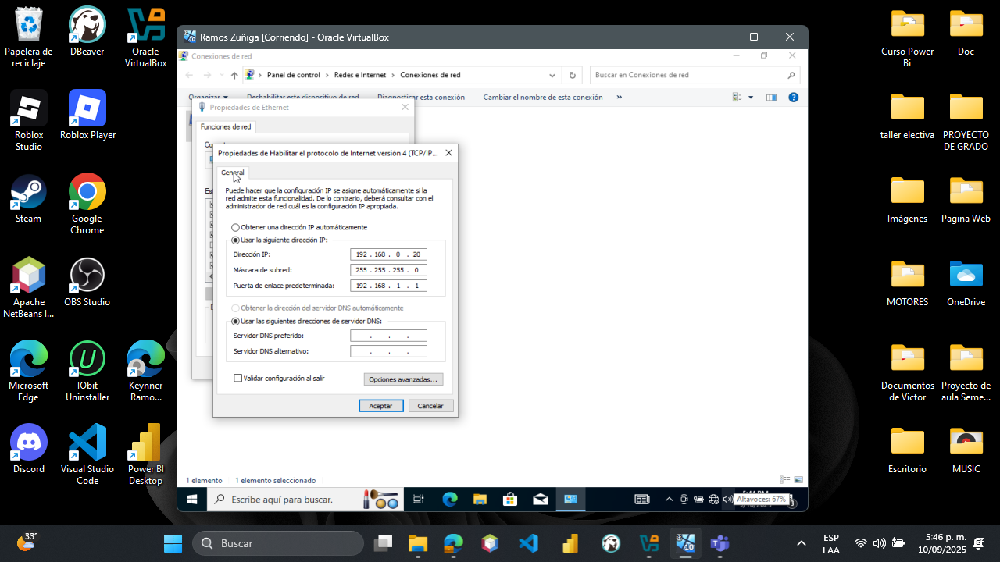 Papelera de
reciclaje
DBeaver
Oracle
VirtualBox
Roblox
Studio
Roblox Player
Steam
Google
Chrome
Apache
NetBeans I...
OBS Studio
Microsoft
Edge
IObit
Uninstaller
Keynner
Ramo...
Discord
Visual Studio
Code
Power BI
Desktop
Ramos Zuñiga [Corriendo] - Oracle VirtualBox
Conexiones de red
Panel de control
Redes e Internet
Conexiones de red
Buscar en Conexiones de red
Organizar
Deshabilitar este dispositivo de red
Diagnosticar esta conexión
Cambiar el nombre de esta conexión
»
Propiedades de Ethernet
Funciones de red
Propiedades de Habilitar el protocolo de Internet versión 4 (TCP/IP...
General
Puede hacer que la configuración IP se asigne automáticamente si la
red admite esta funcionalidad. De lo contrario, deberá consultar con el
administrador de red cuál es la configuración IP apropiada.
Obtener una dirección IP automáticamente
Usar la siguiente dirección IP:
Dirección IP: 192 . 168 . 0 . 20
Máscara de subred: 255 . 255 . 255 . 0
Puerta de enlace predeterminada: 192 . 168 . 1 . 1
Obtener la dirección del servidor DNS automáticamente
Usar las siguientes direcciones de servidor DNS:
Servidor DNS preferido: . . .
Servidor DNS alternativo: . . .
Validar configuración al salir
Opciones avanzadas...
Aceptar
Cancelar
1 elemento
1 elemento seleccionado
Escribe aquí para buscar.
Altavoces: 67%
3
Curso Power
Bi
Doc
taller electiva
PROYECTO
DE GRADO
Imágenes
Pagina Web
MOTORES
OneDrive
Documentos
de Victor
Proyecto de
aula Seme...
Escritorio
MUSIC
33°
Buscar
ESP
LAA
5:46 p. m.
10/09/2025